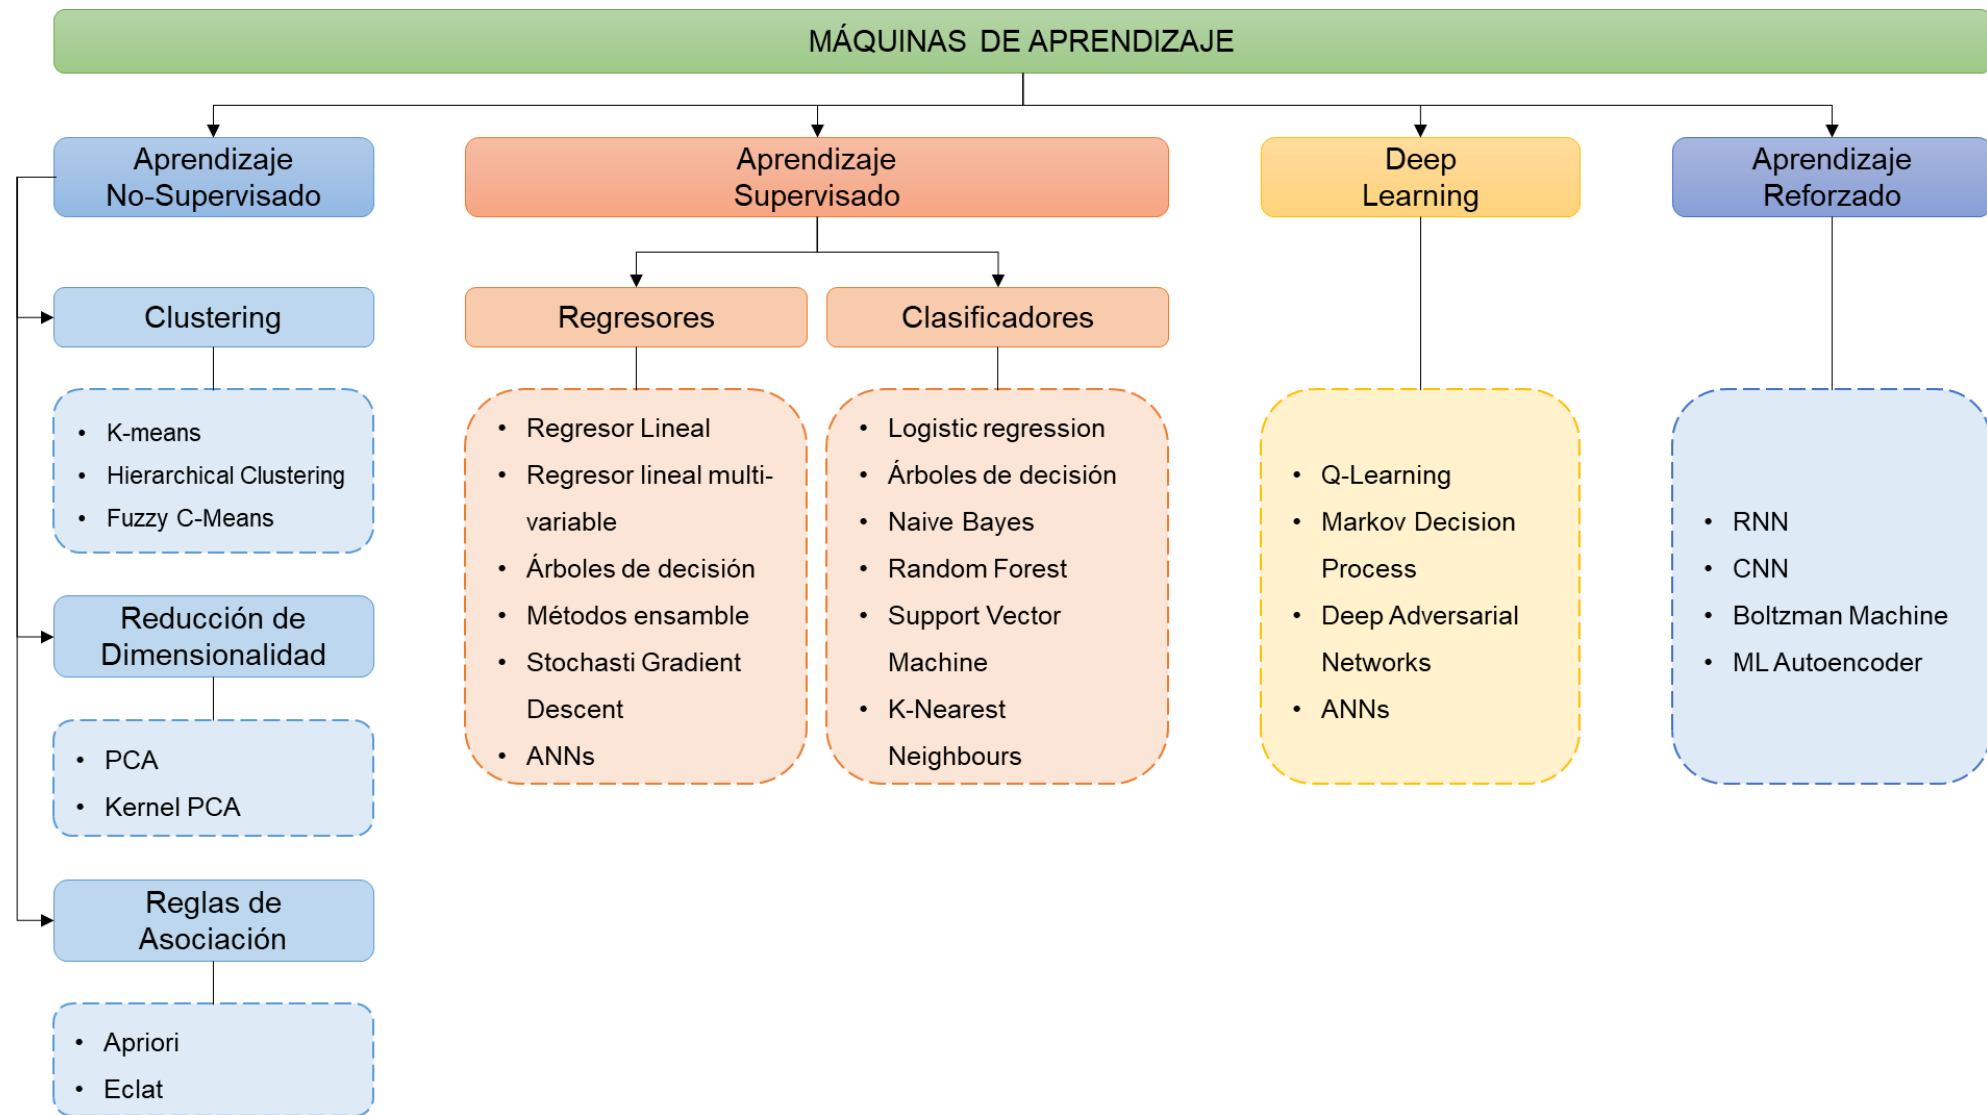 MÁQUINAS DE APRENDIZAJE
Aprendizaje
No-Supervisado
Clustering
• K-means
• Hierarchical Clustering
• Fuzzy C-Means
Reducción de
Dimensionalidad
• PCA
• Kernel PCA
Reglas de
Asociación
• Apriori
• Eclat
Aprendizaje
Supervisado
Regresores
• Regresor Lineal
• Regresor lineal multi-
variable
• Árboles de decisión
• Métodos ensamble
• Stochasti Gradient
Descent
• ANNs
Clasificadores
• Logistic regression
• Árboles de decisión
• Naive Bayes
• Random Forest
• Support Vector
Machine
• K-Nearest
Neighbours
Deep
Learning
• Q-Learning
• Markov Decision
Process
• Deep Adversarial
Networks
• ANNs
Aprendizaje
Reforzado
• RNN
• CNN
• Boltzman Machine
• ML Autoencoder